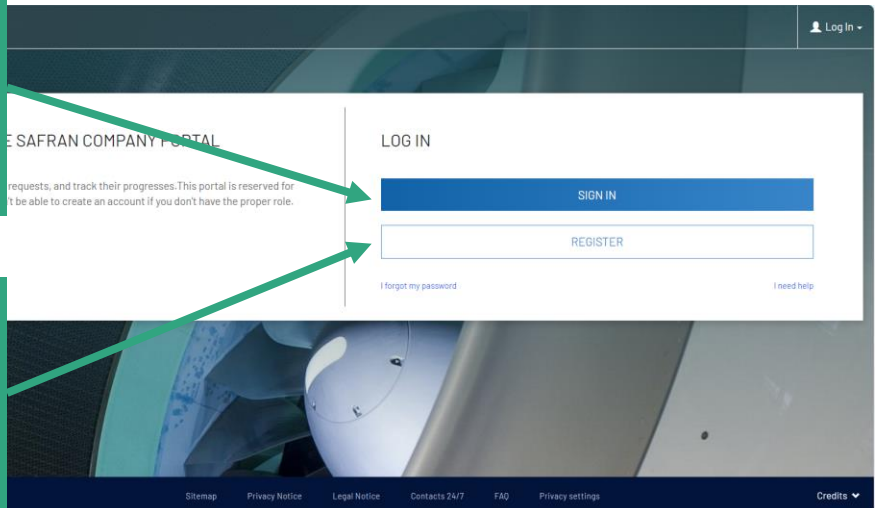 Log In
E SAFRAN COMPANY PORTAL
requests, and track their progresses.This portal is reserved for
't be able to create an account if you don't have the proper role.
LOG IN
SIGN IN
REGISTER
I forgot my password
I need help
Sitemap Privacy Notice Legal Notice Contacts 24/7 FAQ Privacy settings Credits